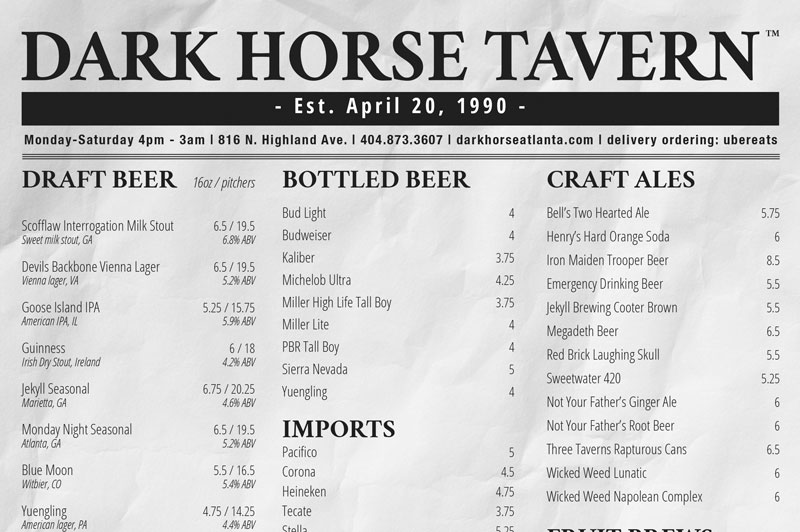 DARK HORSE TAVERN™
- Est. April 20, 1990 -
Monday-Saturday 4pm - 3am | 816 N. Highland Ave. | 404.873.3607 | darkhorseatlanta.com | delivery ordering: ubereats
DRAFT BEER 16oz / pitchers
Scofflaw Interrogation Milk Stout 6.5 / 19.5
Sweet milk stout, GA 6.8% ABV
Devils Backbone Vienna Lager 6.5 / 19.5
Vienna lager, VA 5.2% ABV
Goose Island IPA 5.25 / 15.75
American IPA, IL 5.9% ABV
Guinness 6 / 18
Irish Dry Stout, Ireland 4.2% ABV
Jekyll Seasonal 6.75 / 20.25
Marietta, GA 4.6% ABV
Monday Night Seasonal 6.5 / 19.5
Atlanta, GA 5.2% ABV
Blue Moon 5.5 / 16.5
Witbier, CO 5.4% ABV
Yuengling 4.75 / 14.25
American lager, PA 4.4% ABV
BOTTLED BEER
Bud Light 4
Budweiser 4
Kaliber 3.75
Michelob Ultra 4.25
Miller High Life Tall Boy 3.75
Miller Lite 4
PBR Tall Boy 4
Sierra Nevada 5
Yuengling 4
IMPORTS
Pacifico 5
Corona 4.5
Heineken 4.75
Tecate 3.75
Stella 5.25
CRAFT ALES
Bell's Two Hearted Ale 5.75
Henry's Hard Orange Soda 6
Iron Maiden Trooper Beer 8.5
Emergency Drinking Beer 5.5
Jekyll Brewing Cooter Brown 5.5
Megadeth Beer 6.5
Red Brick Laughing Skull 5.5
Sweetwater 420 5.25
Not Your Father's Ginger Ale 6
Not Your Father's Root Beer 6
Three Taverns Rapturous Cans 6.5
Wicked Weed Lunatic 6
Wicked Weed Napolean Complex 6
FRUIT BREWS